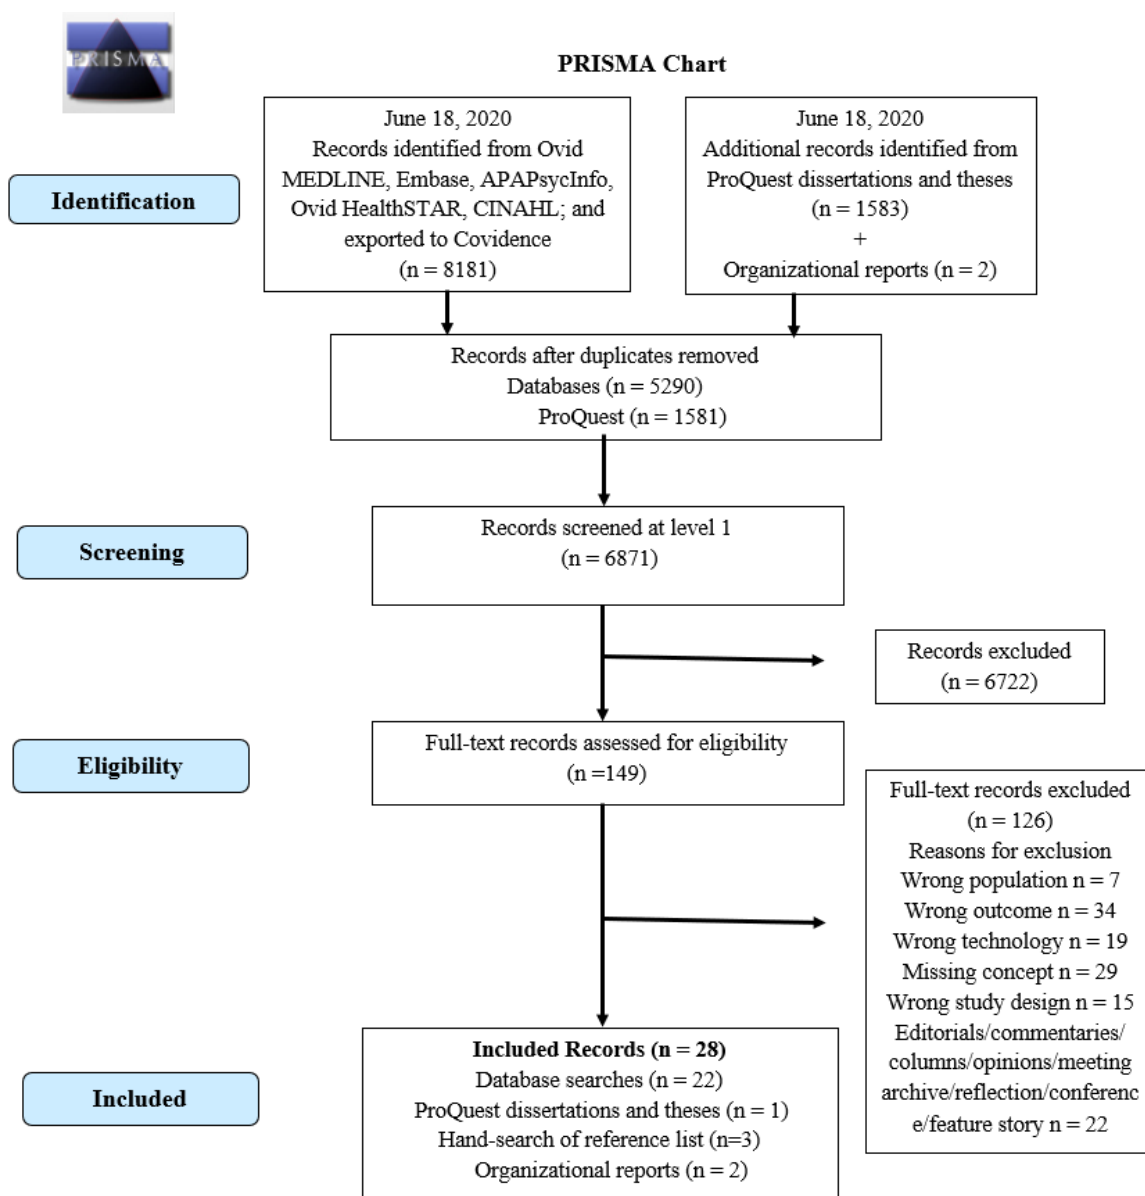 PRISMA
PRISMA Chart
June 18, 2020
Records identified from Ovid
MEDLINE, Embase, APAPsycInfo,
Ovid HealthSTAR, CINAHL; and
exported to Covidence
(n = 8181)
June 18, 2020
Additional records identified from
ProQuest dissertations and theses
(n = 1583)
+
Organizational reports (n = 2)
Identification
Records after duplicates removed
Databases (n = 5290)
ProQuest (n = 1581)
Screening
Records screened at level 1
(n = 6871)
Records excluded
(n = 6722)
Eligibility
Full-text records assessed for eligibility
(n =149)
Full-text records excluded
(n = 126)
Reasons for exclusion
Wrong population n = 7
Wrong outcome n = 34
Wrong technology n = 19
Missing concept n = 29
Wrong study design n = 15
Editorials/commentaries/
columns/opinions/meeting
archive/reflection/conferenc
e/feature story n = 22
Included
Included Records (n = 28)
Database searches (n = 22)
ProQuest dissertations and theses (n = 1)
Hand-search of reference list (n=3)
Organizational reports (n = 2)